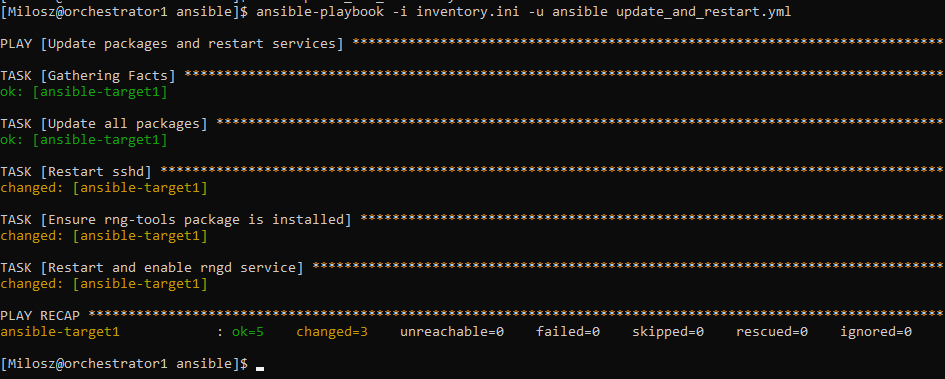 [Milosz@orchestrator1 ansible]$ ansible-playbook -i inventory.ini -u ansible update_and_restart.yml
PLAY [Update packages and restart services] **************************************************************************
TASK [Gathering Facts] ***********************************************************************************************
ok: [ansible-target1]
TASK [Update all packages] *******************************************************************************************
ok: [ansible-target1]
TASK [Restart sshd] **************************************************************************************************
changed: [ansible-target1]
TASK [Ensure rng-tools package is installed] *************************************************************************
changed: [ansible-target1]
TASK [Restart and enable rngd service] *******************************************************************************
changed: [ansible-target1]
PLAY RECAP ***********************************************************************************************************
ansible-target1            : ok=5    changed=3    unreachable=0    failed=0    skipped=0    rescued=0    ignored=0
[Milosz@orchestrator1 ansible]$